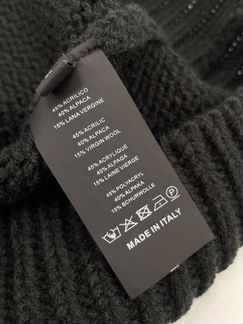 45% ACRILICO
40% ALPACA
15% LANA VERGINE
45% ACRILIC
40% ALPACA
15% VIRGIN WOOL
45% ACRYLIQUE
40% ALPAGA
15% LAINE VIERGE
45% POLYACRYL
40% ALPAKA
15% SCHURWOLLE
MADE IN ITALY